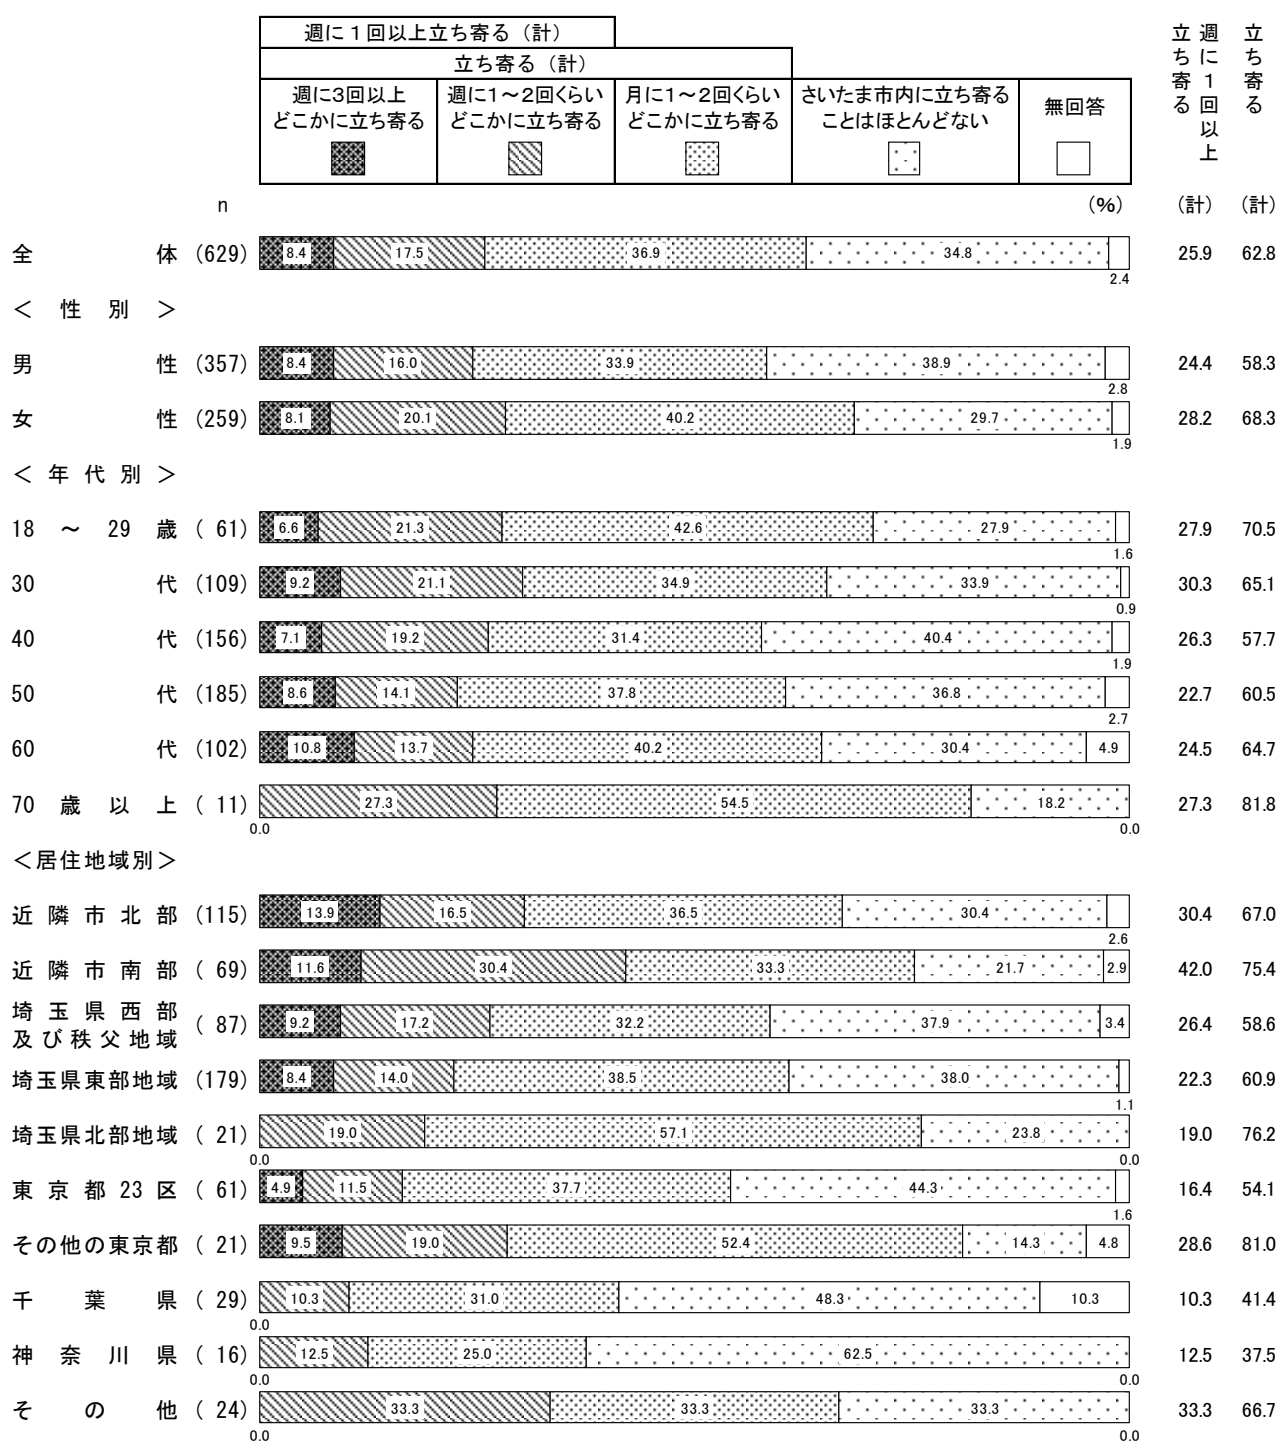 週に1回以上立ち寄る（計）
立ち寄る（計）
週に3回以上
どこかに立ち寄る
週に1～2回くらい
どこかに立ち寄る
月に1～2回くらい
どこかに立ち寄る
さいたま市内に立ち寄る
ことはほとんどない
無回答
週に1回以上
立ち寄る
立ち寄る
n (%) （計） （計）
全体 (629) 8.4 17.5 36.9 34.8 2.4 25.9 62.8
＜性別＞
男性 (357) 8.4 16.0 33.9 38.9 2.8 24.4 58.3
女性 (259) 8.1 20.1 40.2 29.7 1.9 28.2 68.3
＜年代別＞
18～29歳 ( 61) 6.6 21.3 42.6 27.9 1.6 27.9 70.5
30代 (109) 9.2 21.1 34.9 33.9 0.9 30.3 65.1
40代 (156) 7.1 19.2 31.4 40.4 1.9 26.3 57.7
50代 (185) 8.6 14.1 37.8 36.8 2.7 22.7 60.5
60代 (102) 10.8 13.7 40.2 30.4 4.9 24.5 64.7
70歳以上 ( 11) 0.0 27.3 54.5 18.2 0.0 27.3 81.8
＜居住地域別＞
近隣市北部 (115) 13.9 16.5 36.5 30.4 2.6 30.4 67.0
近隣市南部 ( 69) 11.6 30.4 33.3 21.7 2.9 42.0 75.4
埼玉県西部
及び秩父地域 ( 87) 9.2 17.2 32.2 37.9 3.4 26.4 58.6
埼玉県東部地域 (179) 8.4 14.0 38.5 38.0 1.1 22.3 60.9
埼玉県北部地域 ( 21) 0.0 19.0 57.1 23.8 0.0 19.0 76.2
東京都23区 ( 61) 4.9 11.5 37.7 44.3 1.6 16.4 54.1
その他の東京都 ( 21) 9.5 19.0 52.4 14.3 4.8 28.6 81.0
千葉県 ( 29) 0.0 10.3 31.0 48.3 10.3 10.3 41.4
神奈川県 ( 16) 0.0 12.5 25.0 62.5 0.0 12.5 37.5
その他 ( 24) 0.0 33.3 33.3 33.3 0.0 33.3 66.7